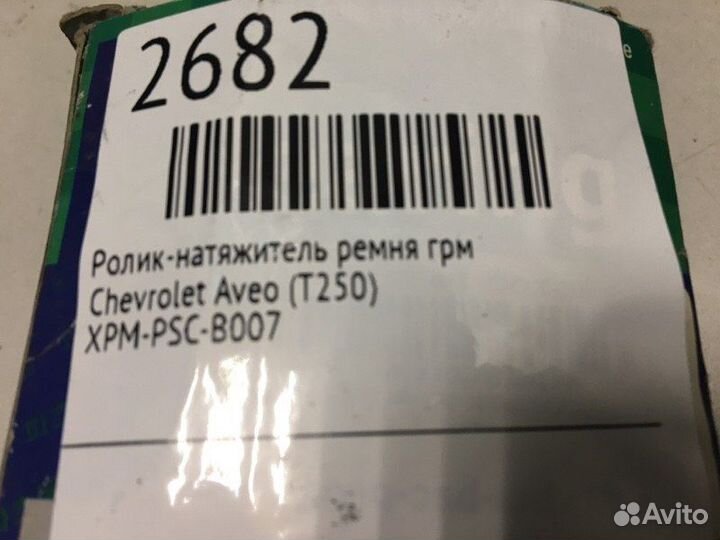 2682
Ролик-натяжитель ремня грм
Chevrolet Aveo (T250)
XPM-PSC-B007
Avito